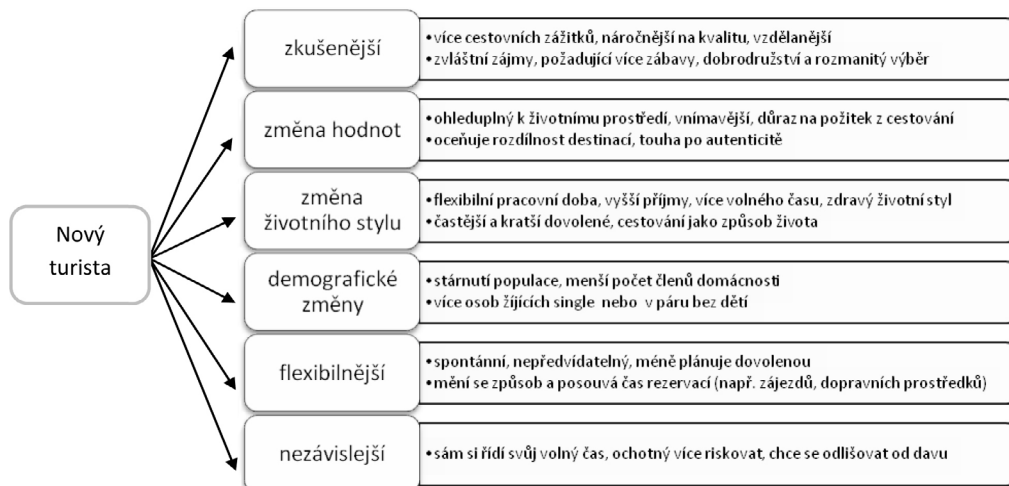 Nový
turista
zkušenější
•více cestovních zážitků, náročnější na kvalitu, vzdělanější
•zvláštní zájmy, požadující více zábavy, dobrodružství a rozmanitý výběr
změna hodnot
•ohleduplný k životnímu prostředí, vnímavější, důraz na požitek z cestování
•oceňuje rozdílnost destinací, touha po autenticitě
změna
životního stylu
•flexibilní pracovní doba, vyšší příjmy, více volného času, zdravý životní styl
•častější a kratší dovolené, cestování jako způsob života
demografické
změny
•stárnutí populace, menší počet členů domácnosti
•více osob žijících single nebo v páru bez dětí
flexibilnější
•spontánní, nepředvídatelný, méně plánuje dovolenou
•mění se způsob a posouvá čas rezervací (např. zájezdů, dopravních prostředků)
nezávislejší
•sám si řídí svůj volný čas, ochotný více riskovat, chce se odlišovat od davu